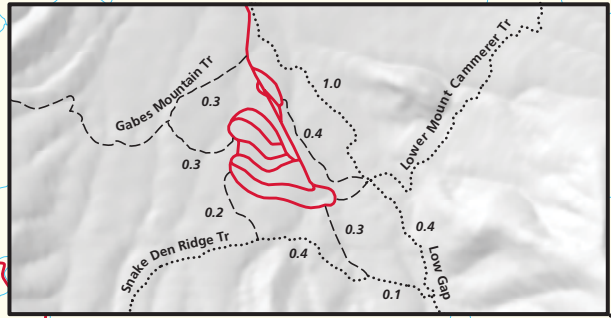 Gabes Mountain Tr
0.3
1.0
Lower Mount Cammerer Tr
0.4
0.3
0.2
Snake Den Ridge Tr
0.4
0.3
0.4
Low Gap
0.1